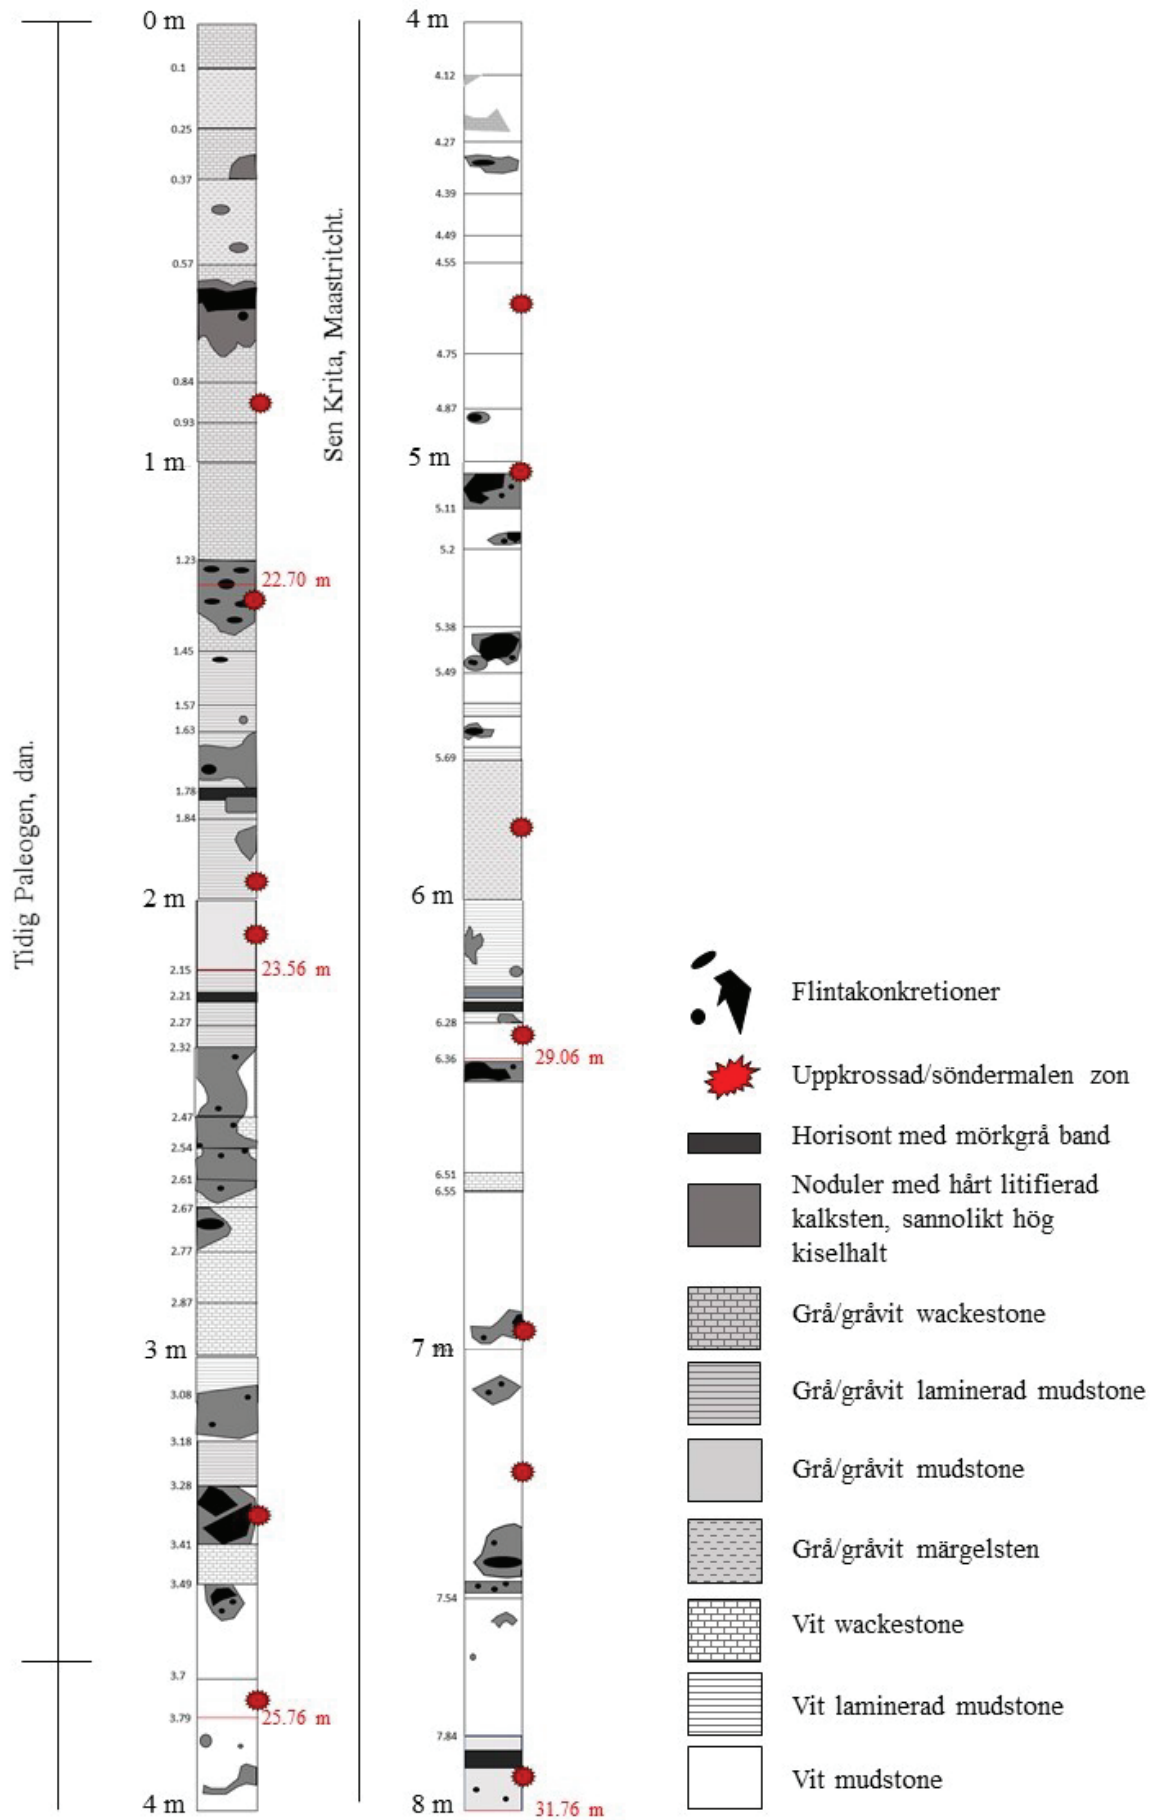 0 m
0.1
0.25
0.37
0.57
0.84
0.93
1 m
1.23
22.70 m
1.45
1.57
1.63
1.78
1.84
2 m
2.15
23.56 m
2.21
2.27
2.32
2.47
2.54
2.61
2.67
2.77
2.87
3 m
3.08
3.18
3.28
3.41
3.49
3.7
3.79
25.76 m
4 m
Tidig Paleogen, dan.
Sen Krita, Maastritcht.
4 m
4.12
4.27
4.39
4.49
4.55
4.75
4.87
5 m
5.11
5.2
5.38
5.49
5.69
6 m
6.28
6.36
29.06 m
6.51
6.55
7 m
7.54
7.84
8 m
31.76 m
Flintakonkretioner
Uppkrossad/söndermalen zon
Horisont med mörkgrå band
Noduler med hårt litifierad
kalksten, sannolikt hög
kiselhalt
Grå/gråvit wackestone
Grå/gråvit laminerad mudstone
Grå/gråvit mudstone
Grå/gråvit märgelsten
Vit wackestone
Vit laminerad mudstone
Vit mudstone